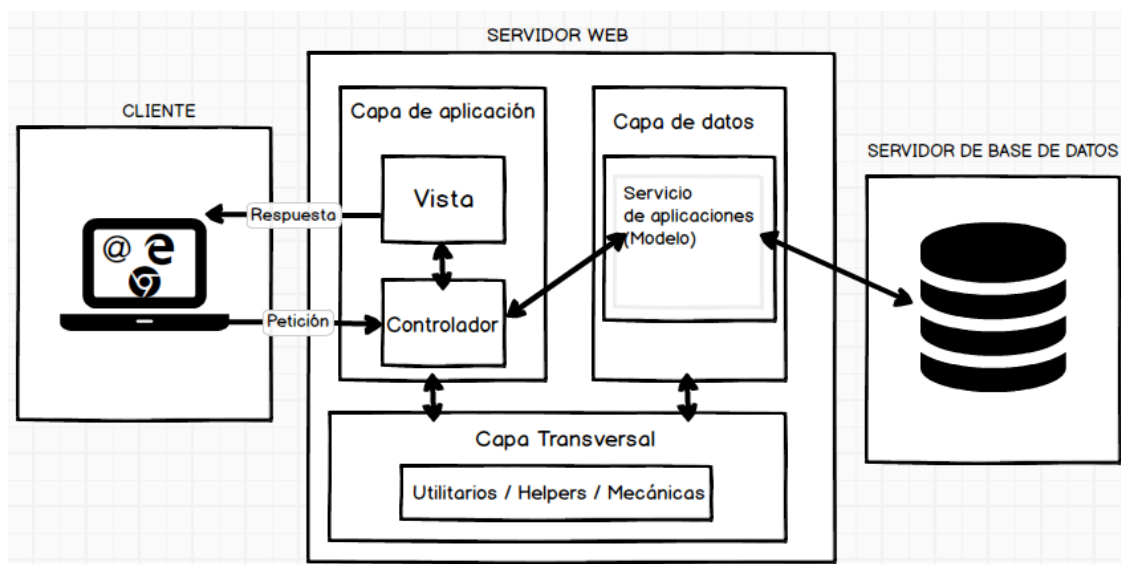 SERVIDOR WEB
CLIENTE
Capa de aplicación
Capa de datos
SERVIDOR DE BASE DE DATOS
Vista
Servicio
de aplicaciones
(Modelo)
Respuesta
@
Petición
Controlador
Capa Transversal
Utilitarios / Helpers / Mecánicas